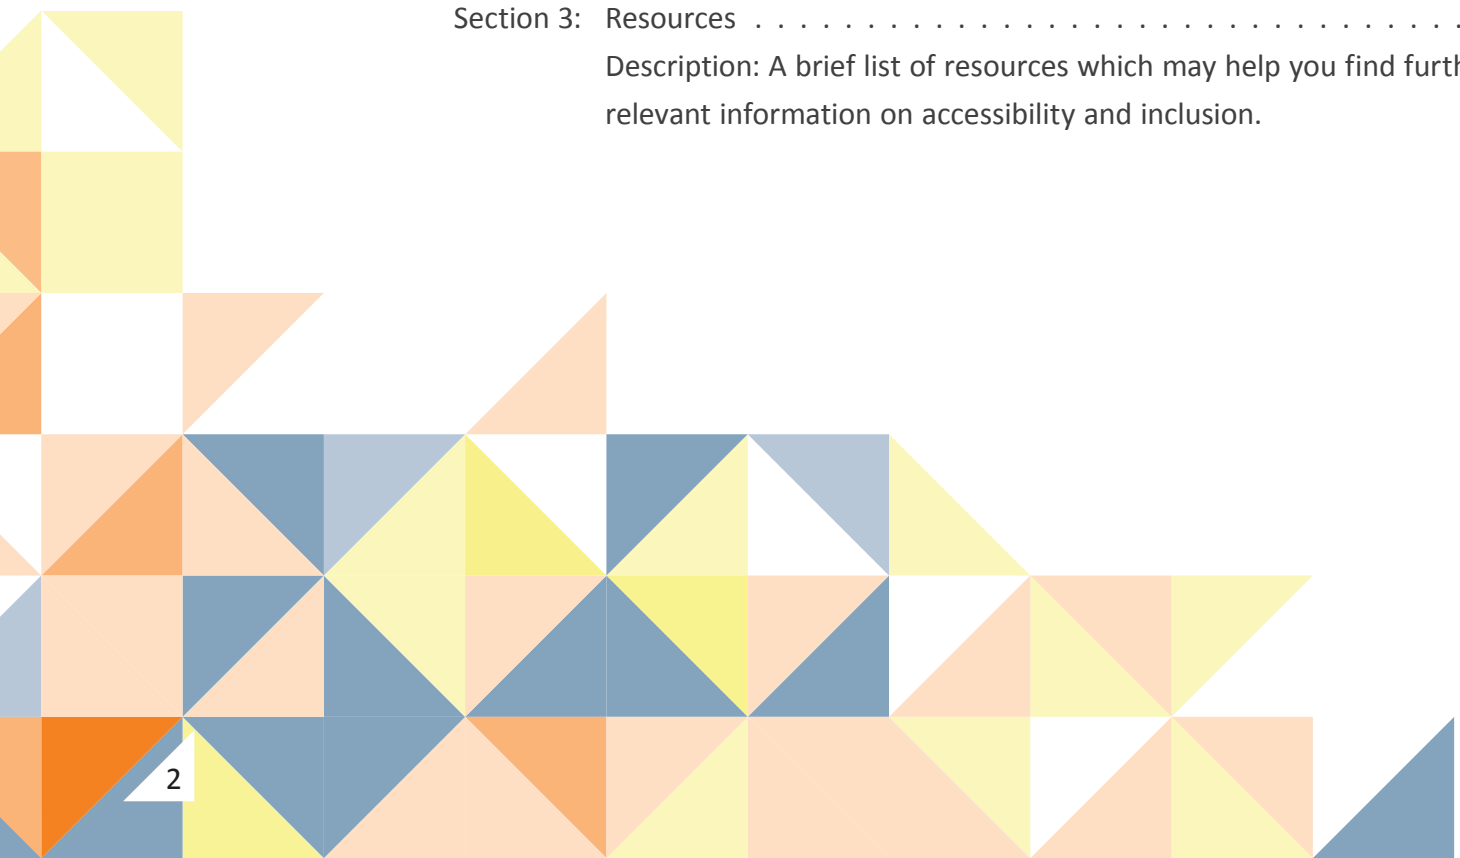 Section 3: Resources . . . . . . . . . . . . . . . . . . . . . . . . . . . . . .
Description: A brief list of resources which may help you find
relevant information on accessibility and inclusion.
2